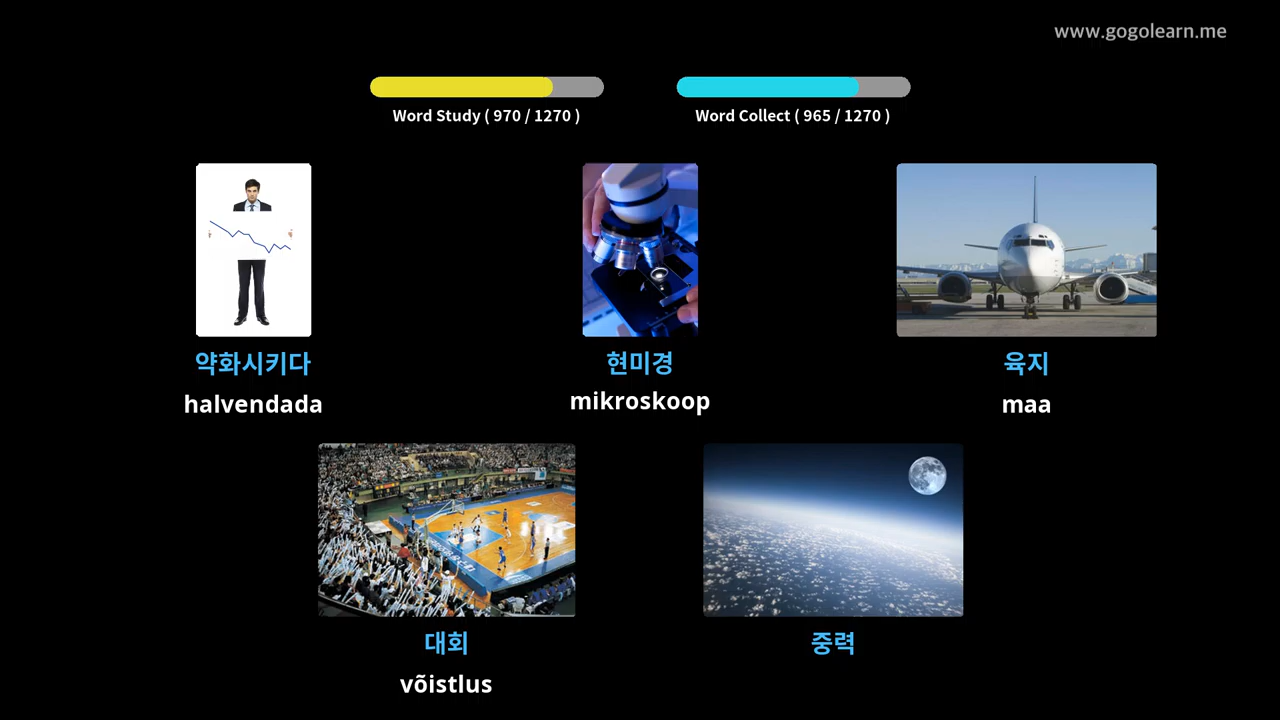 www.gogolearn.me
Word Study ( 970 / 1270 )
Word Collect ( 965 / 1270 )
약화시키다
halvendada
현미경
mikroskoop
육지
maa
대회
võistlus
중력